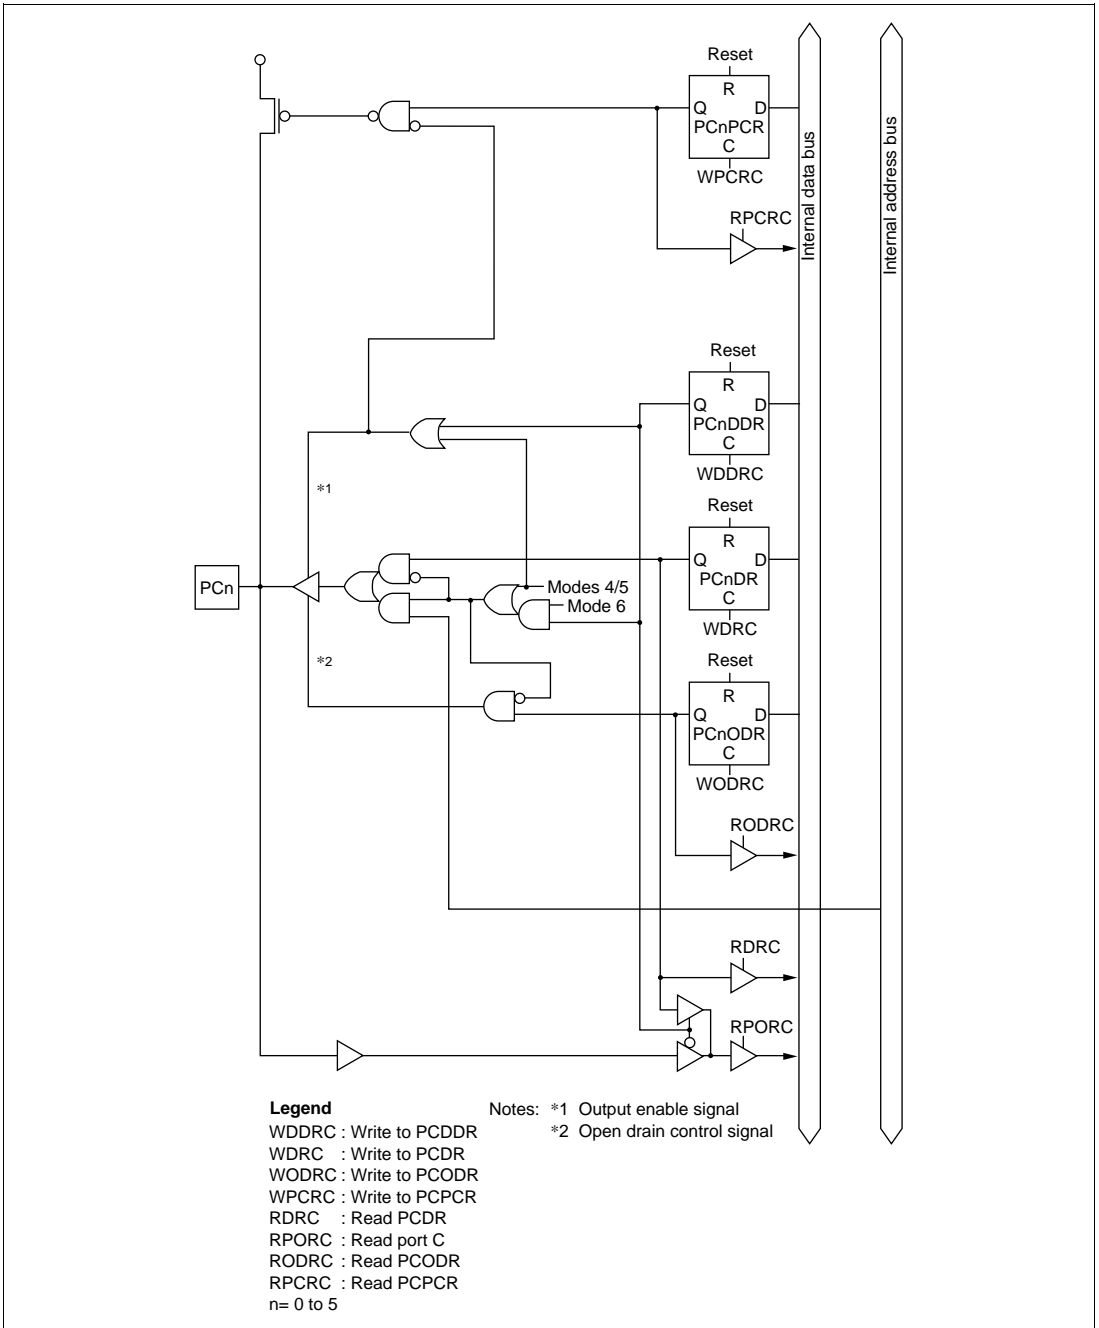 Reset
R
Q D
PCnPCR
C
WPCRC
RPCRC
Internal data bus
Internal address bus
Reset
R
Q D
PCnDDR
C
WDDRC
*1
Reset
R
Q D
PCnDR
C
WDRC
PCn
Modes 4/5
Mode 6
*2
Reset
R
Q D
PCnODR
C
WODRC
RODRC
RDRC
RPORC
Legend
WDDRC : Write to PCDDR
WDRC : Write to PCDR
WODRC : Write to PCODR
WPCRC : Write to PCPCR
RDRC : Read PCDR
RPORC : Read port C
RODRC : Read PCODR
RPCRC : Read PCPCR
n= 0 to 5
Notes: *1 Output enable signal
*2 Open drain control signal